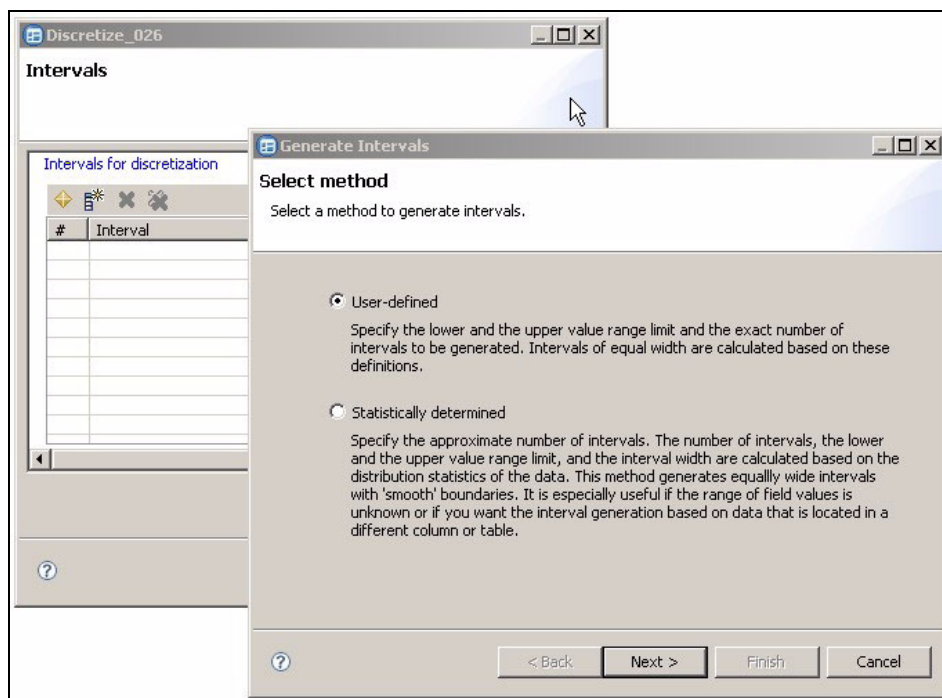 Discretize_026
Intervals
Intervals for discretization
# Interval
Generate Intervals
Select method
Select a method to generate intervals.
User-defined
Specify the lower and the upper value range limit and the exact number of
intervals to be generated. Intervals of equal width are calculated based on these
definitions.
Statistically determined
Specify the approximate number of intervals. The number of intervals, the lower
and the upper value range limit, and the interval width are calculated based on the
distribution statistics of the data. This method generates equallly wide intervals
with 'smooth' boundaries. It is especially useful if the range of field values is
unknown or if you want the interval generation based on data that is located in a
different column or table.
? 
? < Back Next > Finish Cancel